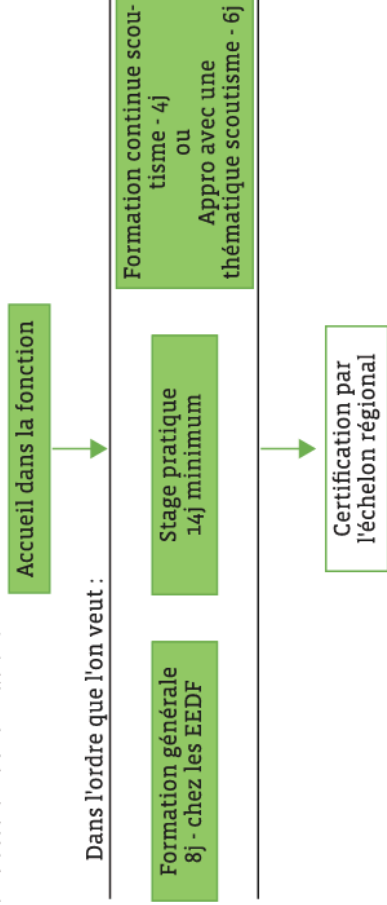 Accueil dans la fonction
Dans l'ordre que l'on veut :
Formation générale
8j - chez les EEDF
Stage pratique
14j minimum
Formation continue scou-
tisme - 4j
ou
Appro avec une
thématique scoutisme - 6j
Certification par
l'échelon régional